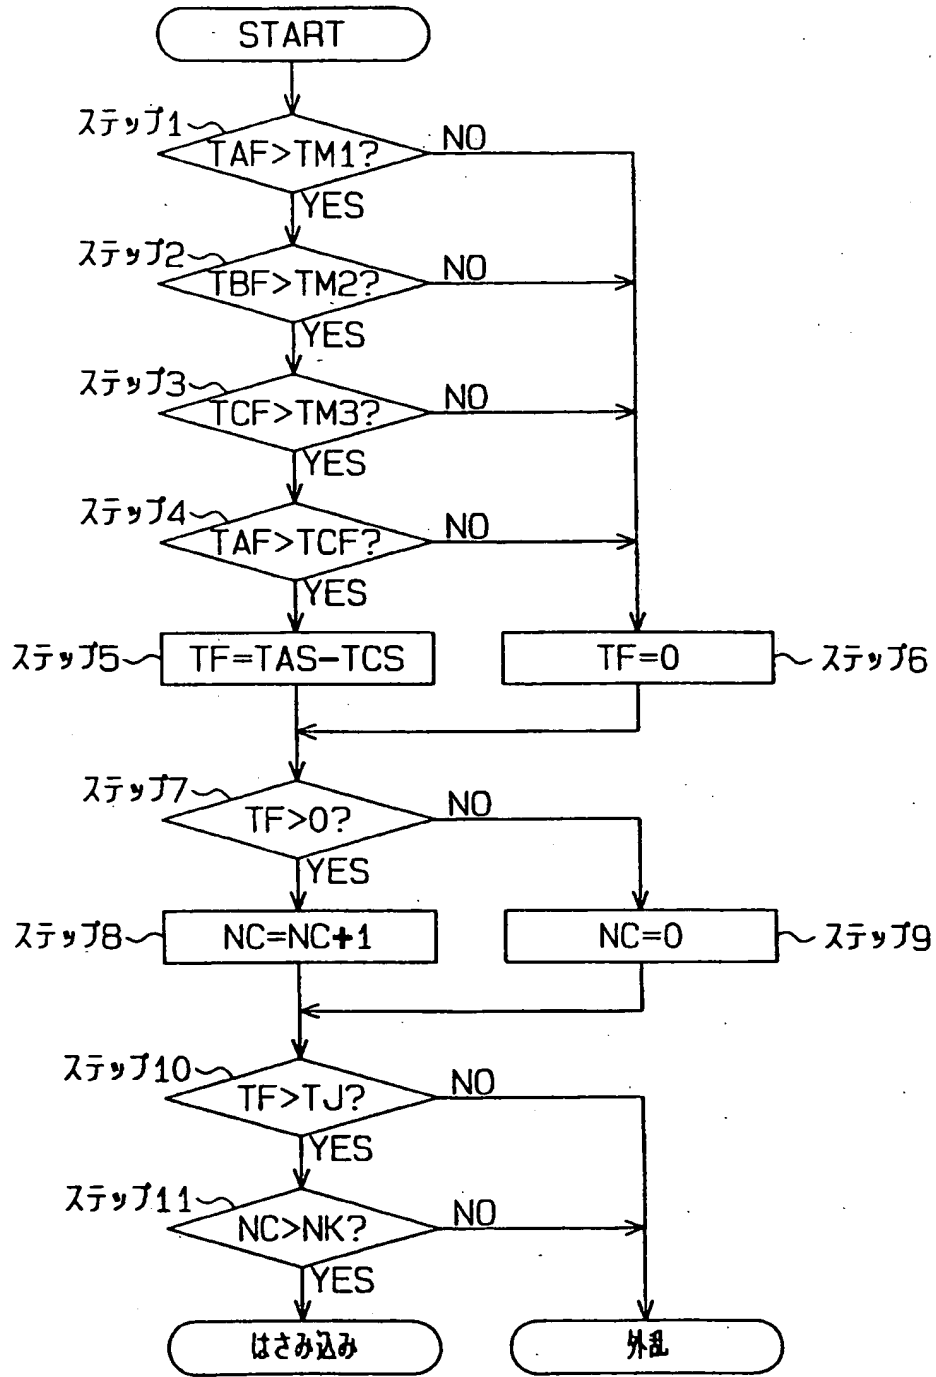 START
ステップ1
TAF>TM1?
NO
YES
ステップ2
TBF>TM2?
NO
YES
ステップ3
TCF>TM3?
NO
YES
ステップ4
TAF>TCF?
NO
YES
ステップ5
TF=TAS-TCS
TF=0
ステップ6
ステップ7
TF>0?
NO
YES
ステップ8
NC=NC+1
NC=0
ステップ9
ステップ10
TF>TJ?
NO
YES
ステップ11
NC>NK?
NO
YES
はさみ込み
外乱